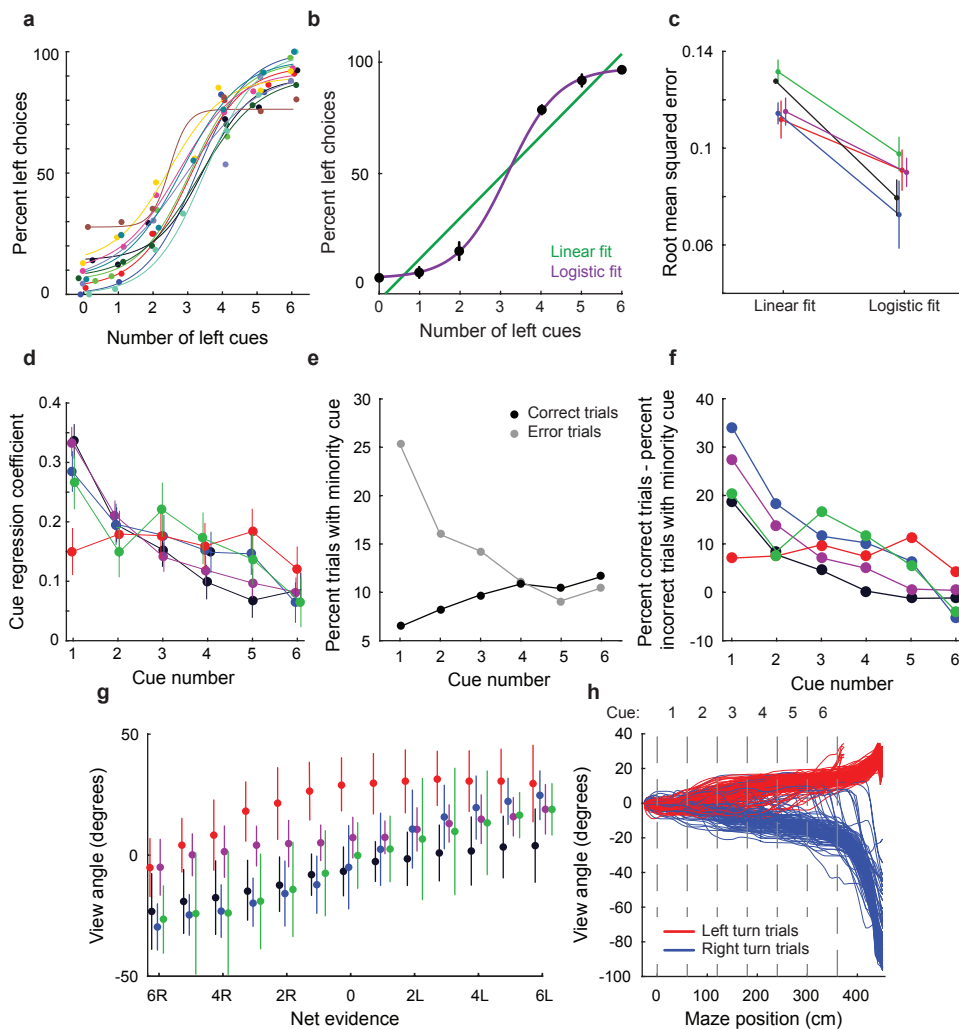 a
b
c
100
50
0
Percent left choices
0 1 2 3 4 5 6
Number of left cues
100
50
0
Percent left choices
Linear fit
Logistic fit
0 1 2 3 4 5 6
Number of left cues
0.14
0.1
0.06
Root mean squared error
Linear fit Logistic fit
d
e
f
0.4
0.3
0.2
0.1
0
Cue regression coefficient
1 2 3 4 5 6
Cue number
25
20
15
10
5
Percent trials with minority cue
Correct trials
Error trials
1 2 3 4 5 6
Cue number
40
30
20
10
0
-10
Percent correct trials - percent
incorrect trials with minority cue
1 2 3 4 5 6
Cue number
g
h
50
0
-50
View angle (degrees)
6R 4R 2R 0 2L 4L 6L
Net evidence
Cue: 1 2 3 4 5 6
40
20
0
-20
-40
-60
-80
-100
View angle (degrees)
Left turn trials
Right turn trials
0 100 200 300 400
Maze position (cm)